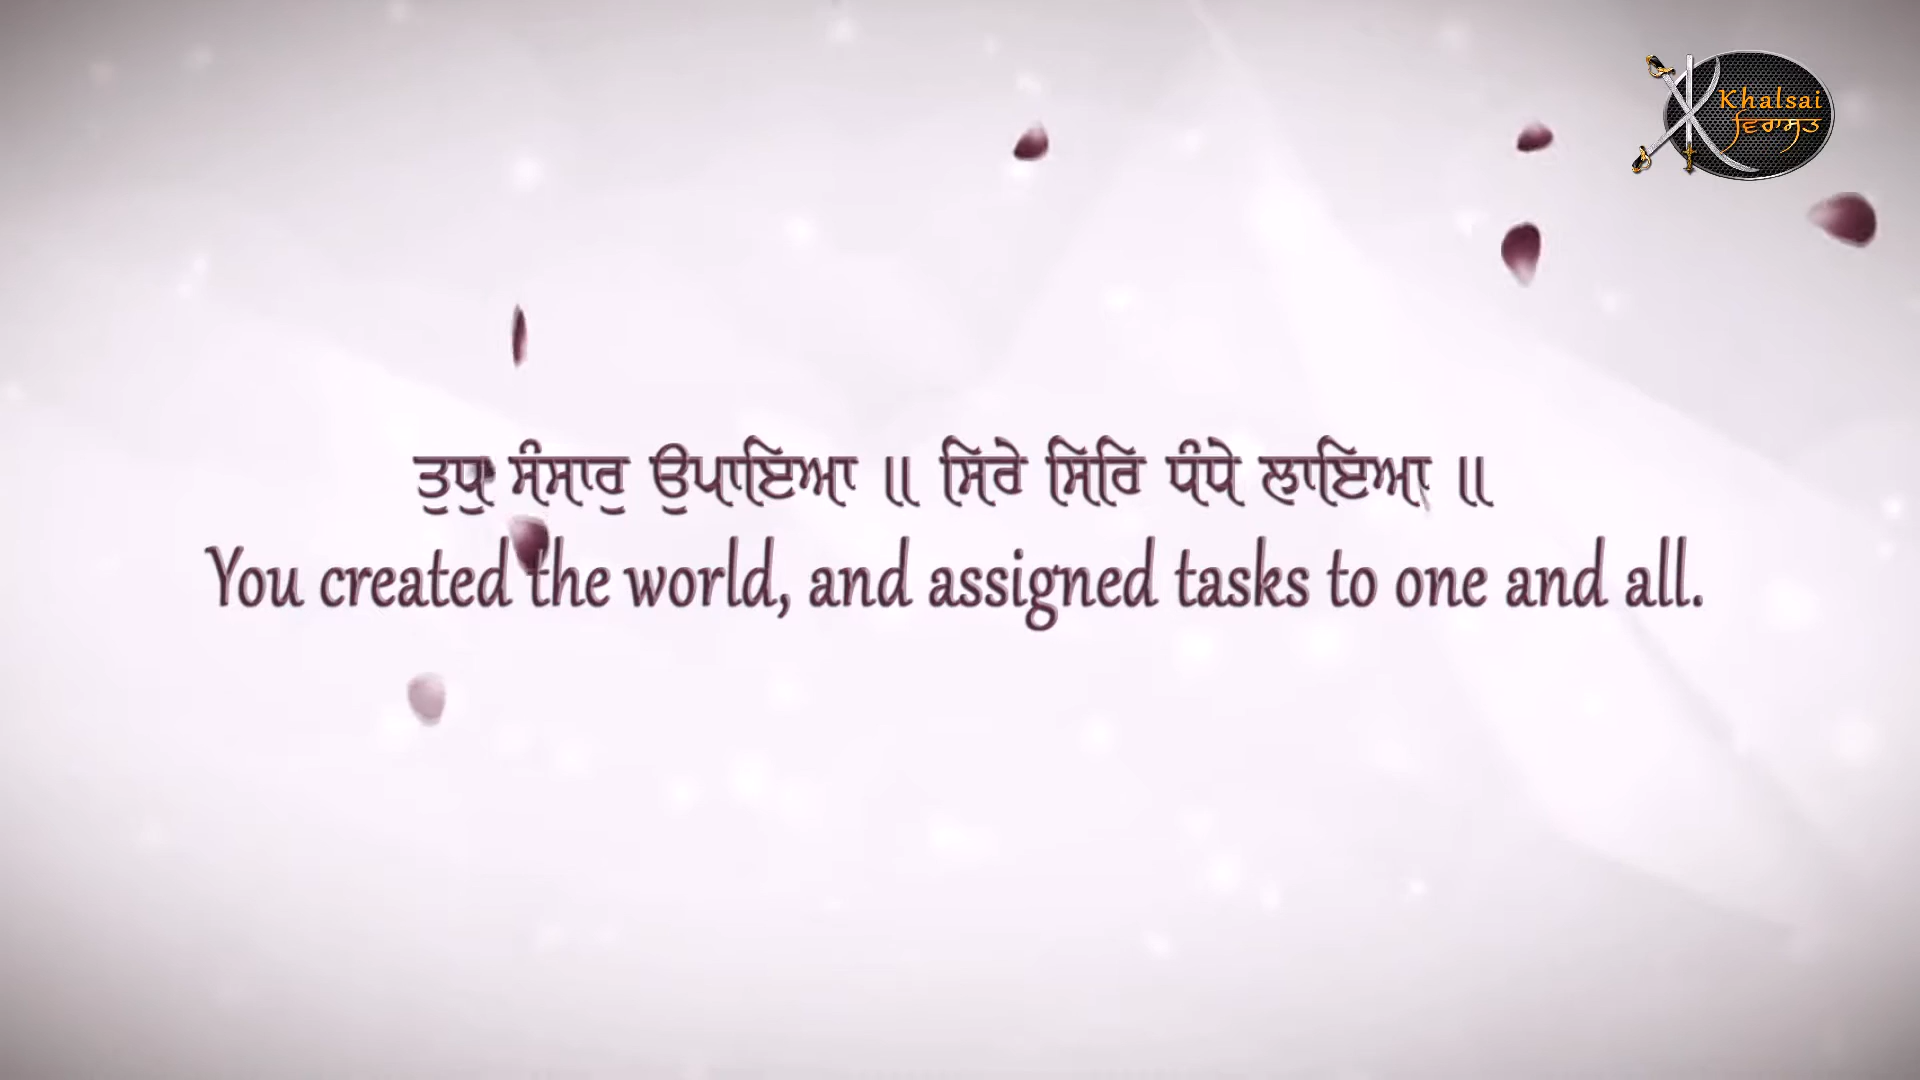 Khalsai
ਵਿਰਾਸਤ
ਤੁਧੁ ਸੰਸਾਰੁ ਉਪਾਇਆ ॥ ਸਿਰੇ ਸਿਰਿ ਧੰਧੇ ਲਾਇਆ ॥
You created the world, and assigned tasks to one and all.